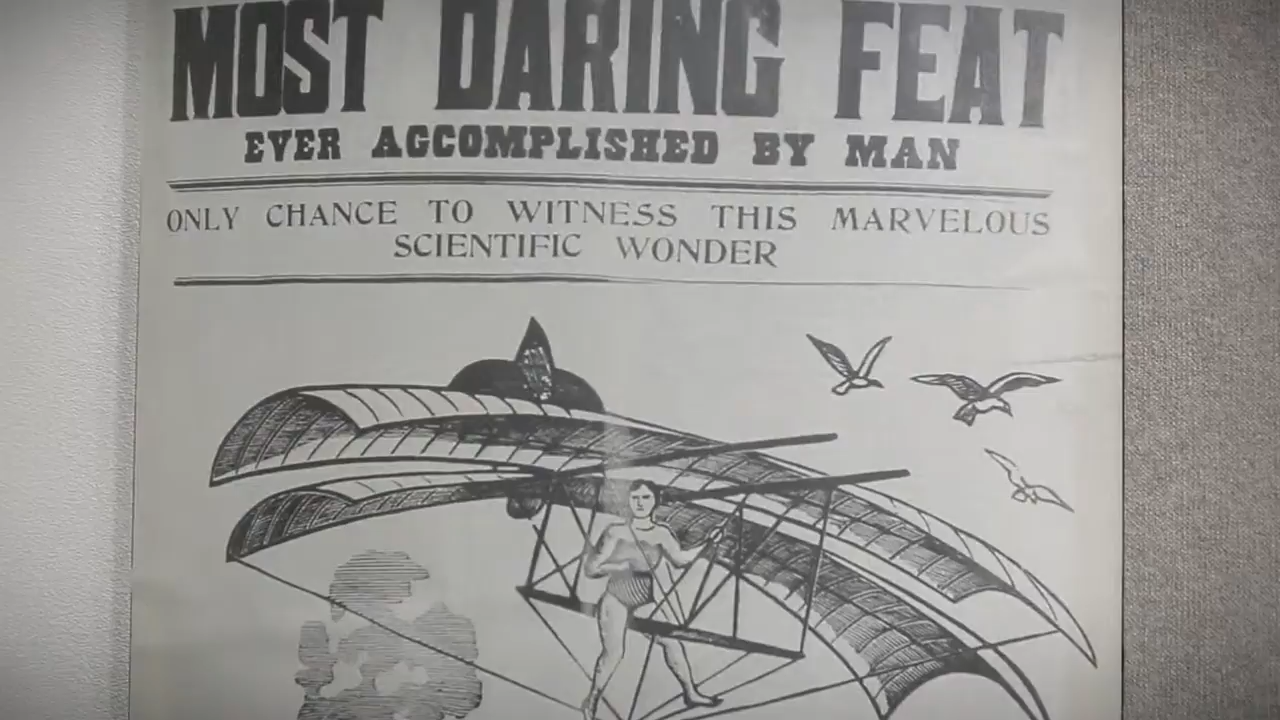 MOST DARING FEAT
EVER ACCOMPLISHED BY MAN
ONLY CHANCE TO WITNESS THIS MARVELOUS
SCIENTIFIC WONDER